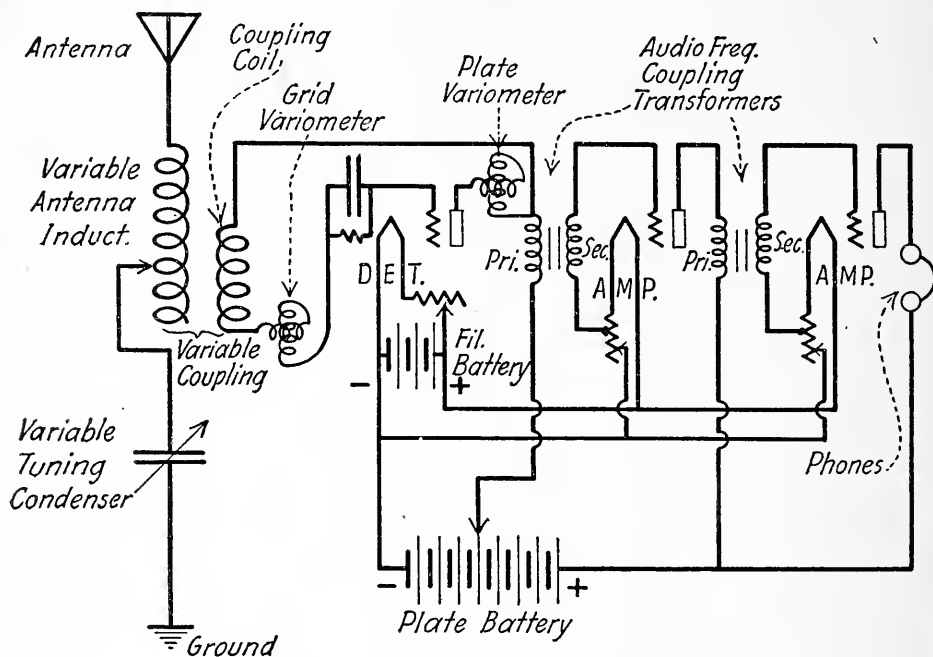 Antenna
Coupling
Coil
Grid
Variometer
Plate
Variometer
Audio Freq.
Coupling
Transformers
Variable
Antenna
Induct.
Pri.
Sec.
Pri.
Sec.
D E T.
A M P.
A M P.
Variable
Coupling
Fil.
Battery
- +
Variable
Tuning
Condenser
Phones
- +
Plate Battery
Ground